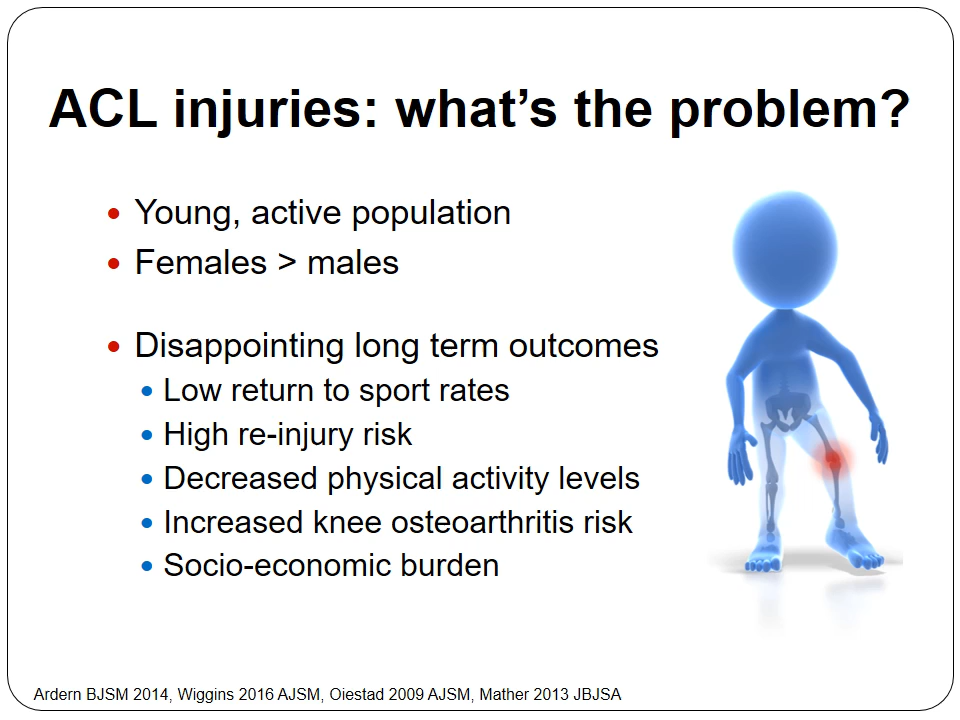 ACL injuries: what’s the problem?
Young, active population
Females > males
Disappointing long term outcomes
Low return to sport rates
High re-injury risk
Decreased physical activity levels
Increased knee osteoarthritis risk
Socio-economic burden
Ardern BJSM 2014, Wiggins 2016 AJSM, Oiestad 2009 AJSM, Mather 2013 JBJSA